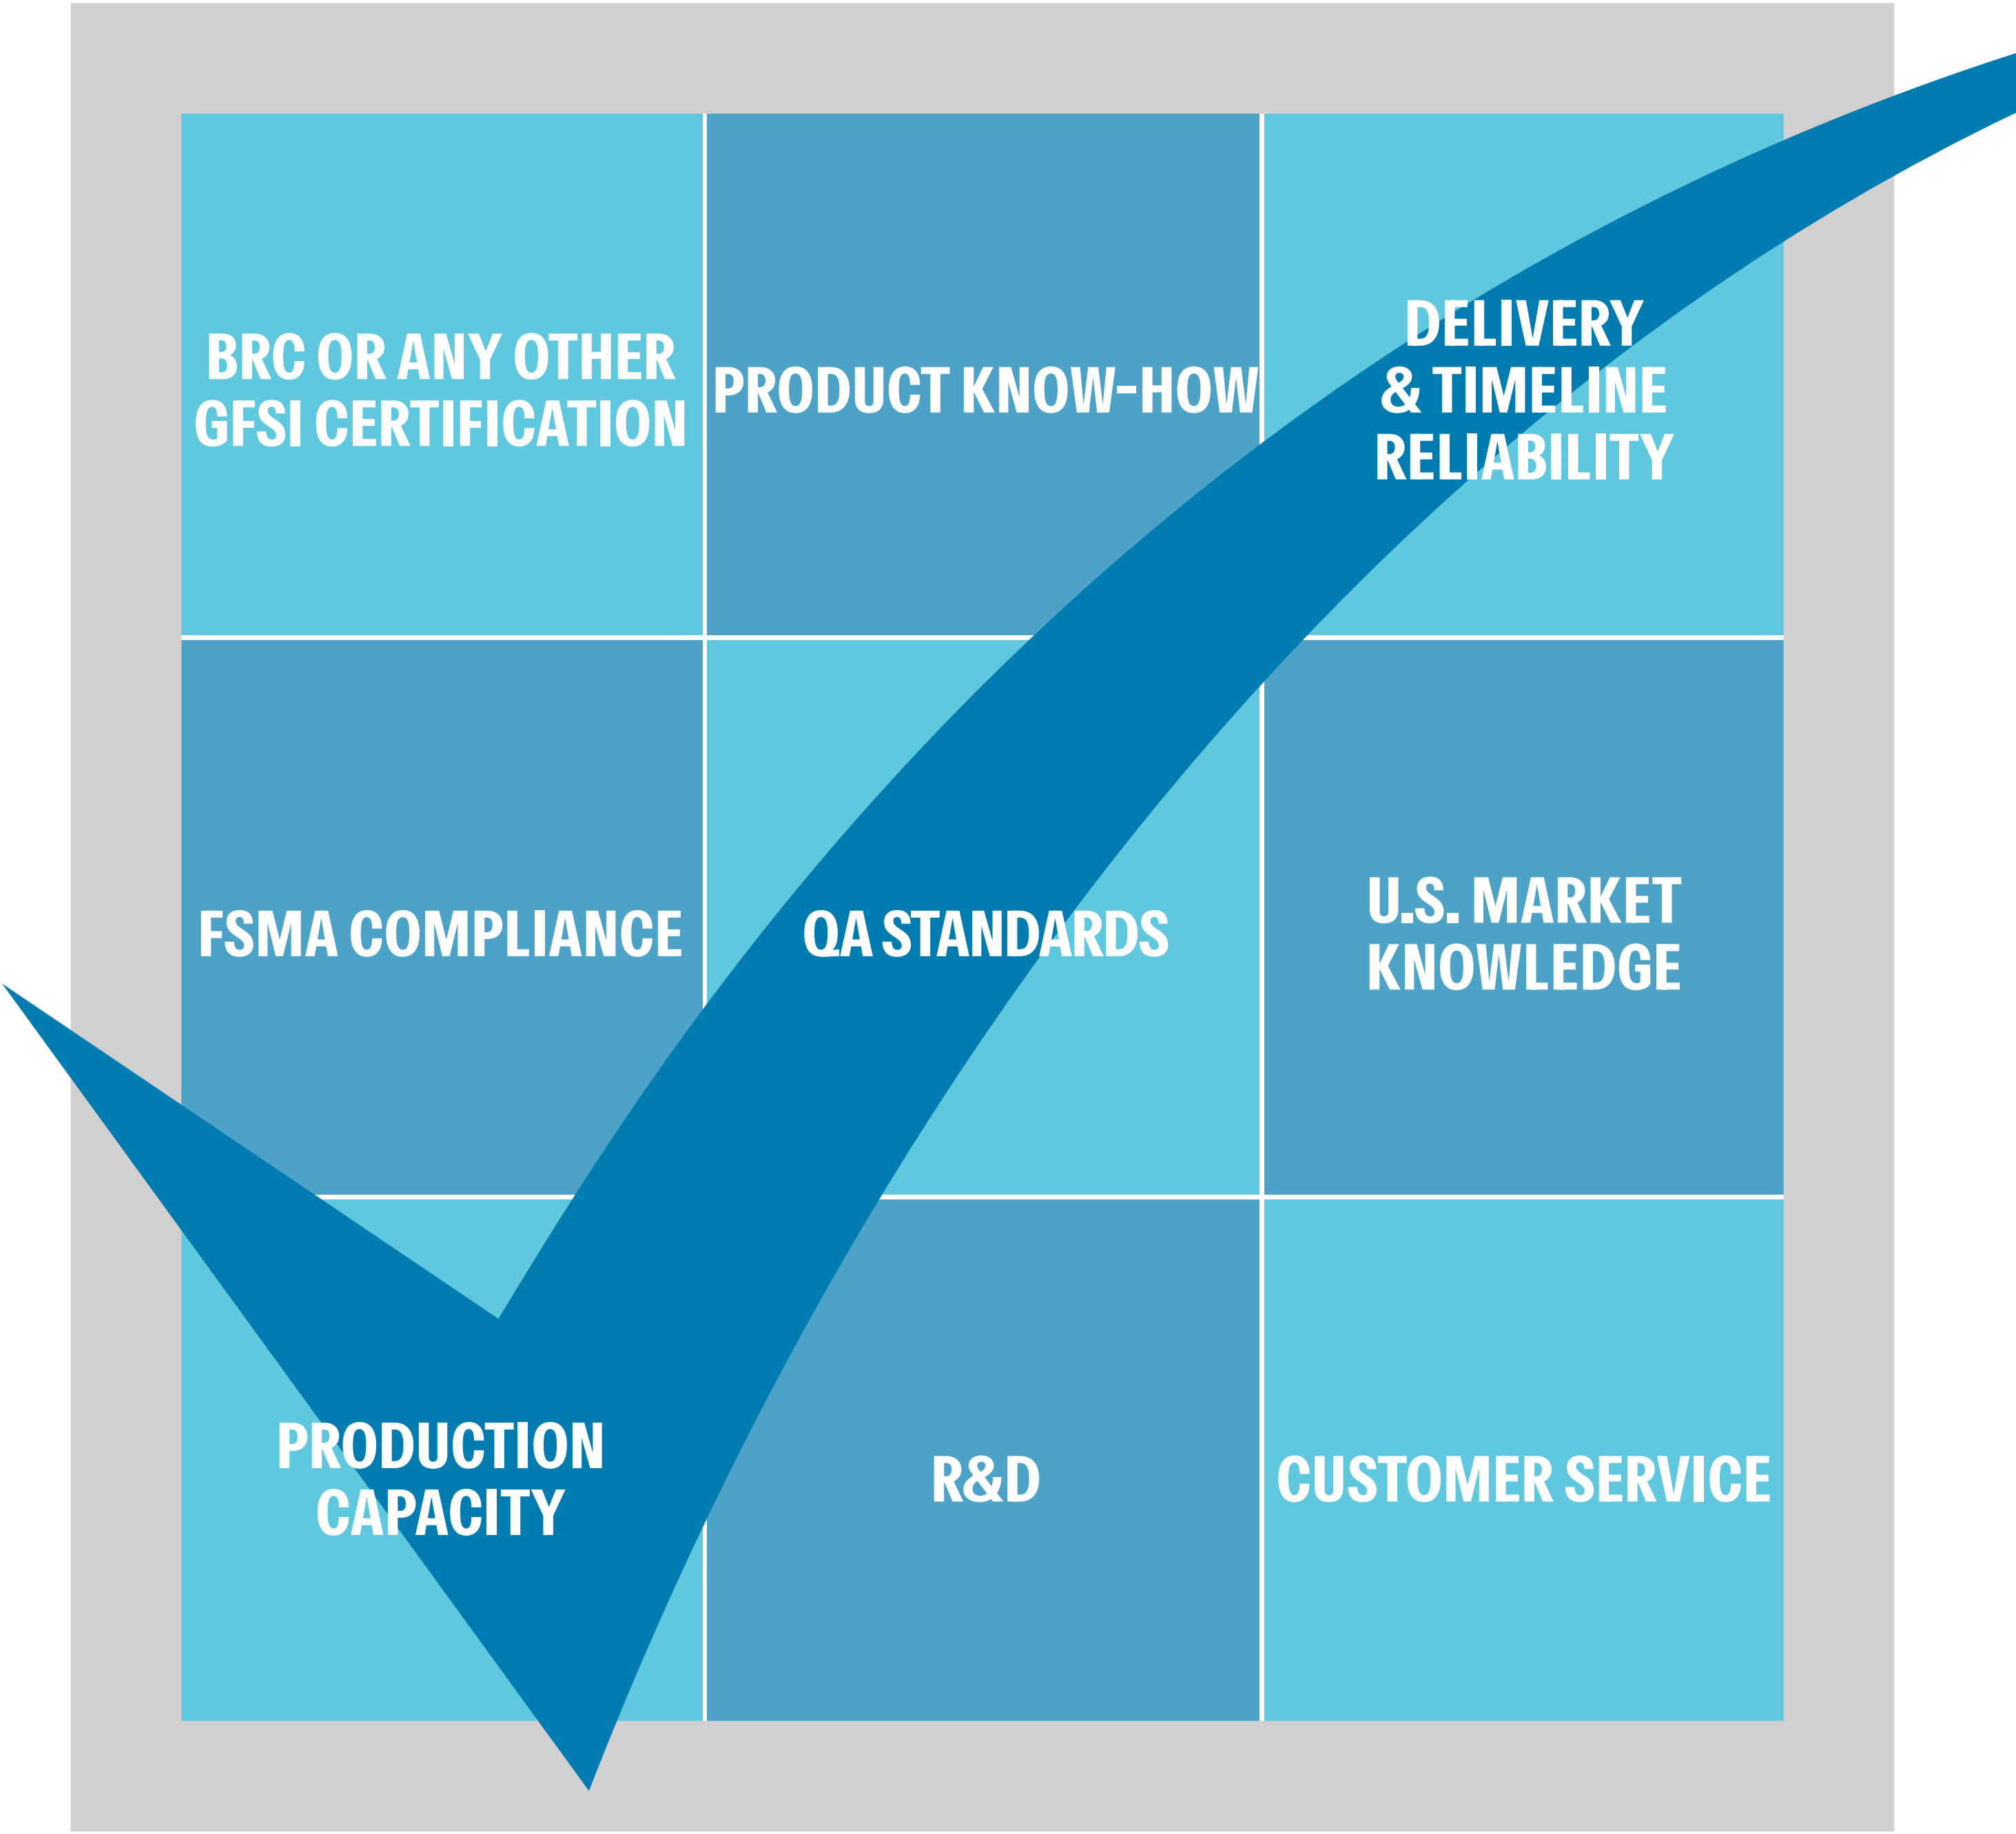 BRC OR ANY OTHER
GFSI CERTIFICATION
PRODUCT KNOW-HOW
DELIVERY
& TIMELINE
RELIABILITY
FSMA COMPLIANCE
QA STANDARDS
U.S. MARKET
KNOWLEDGE
PRODUCTION
CAPACITY
R&D
CUSTOMER SERVICE